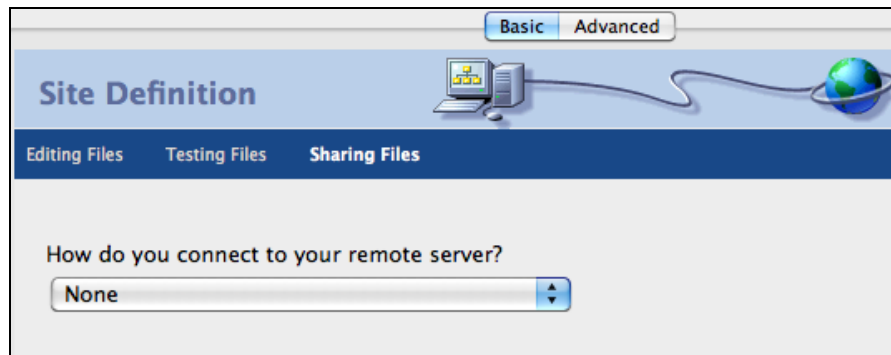 Basic Advanced
Site Definition
Editing Files Testing Files Sharing Files
How do you connect to your remote server?
None